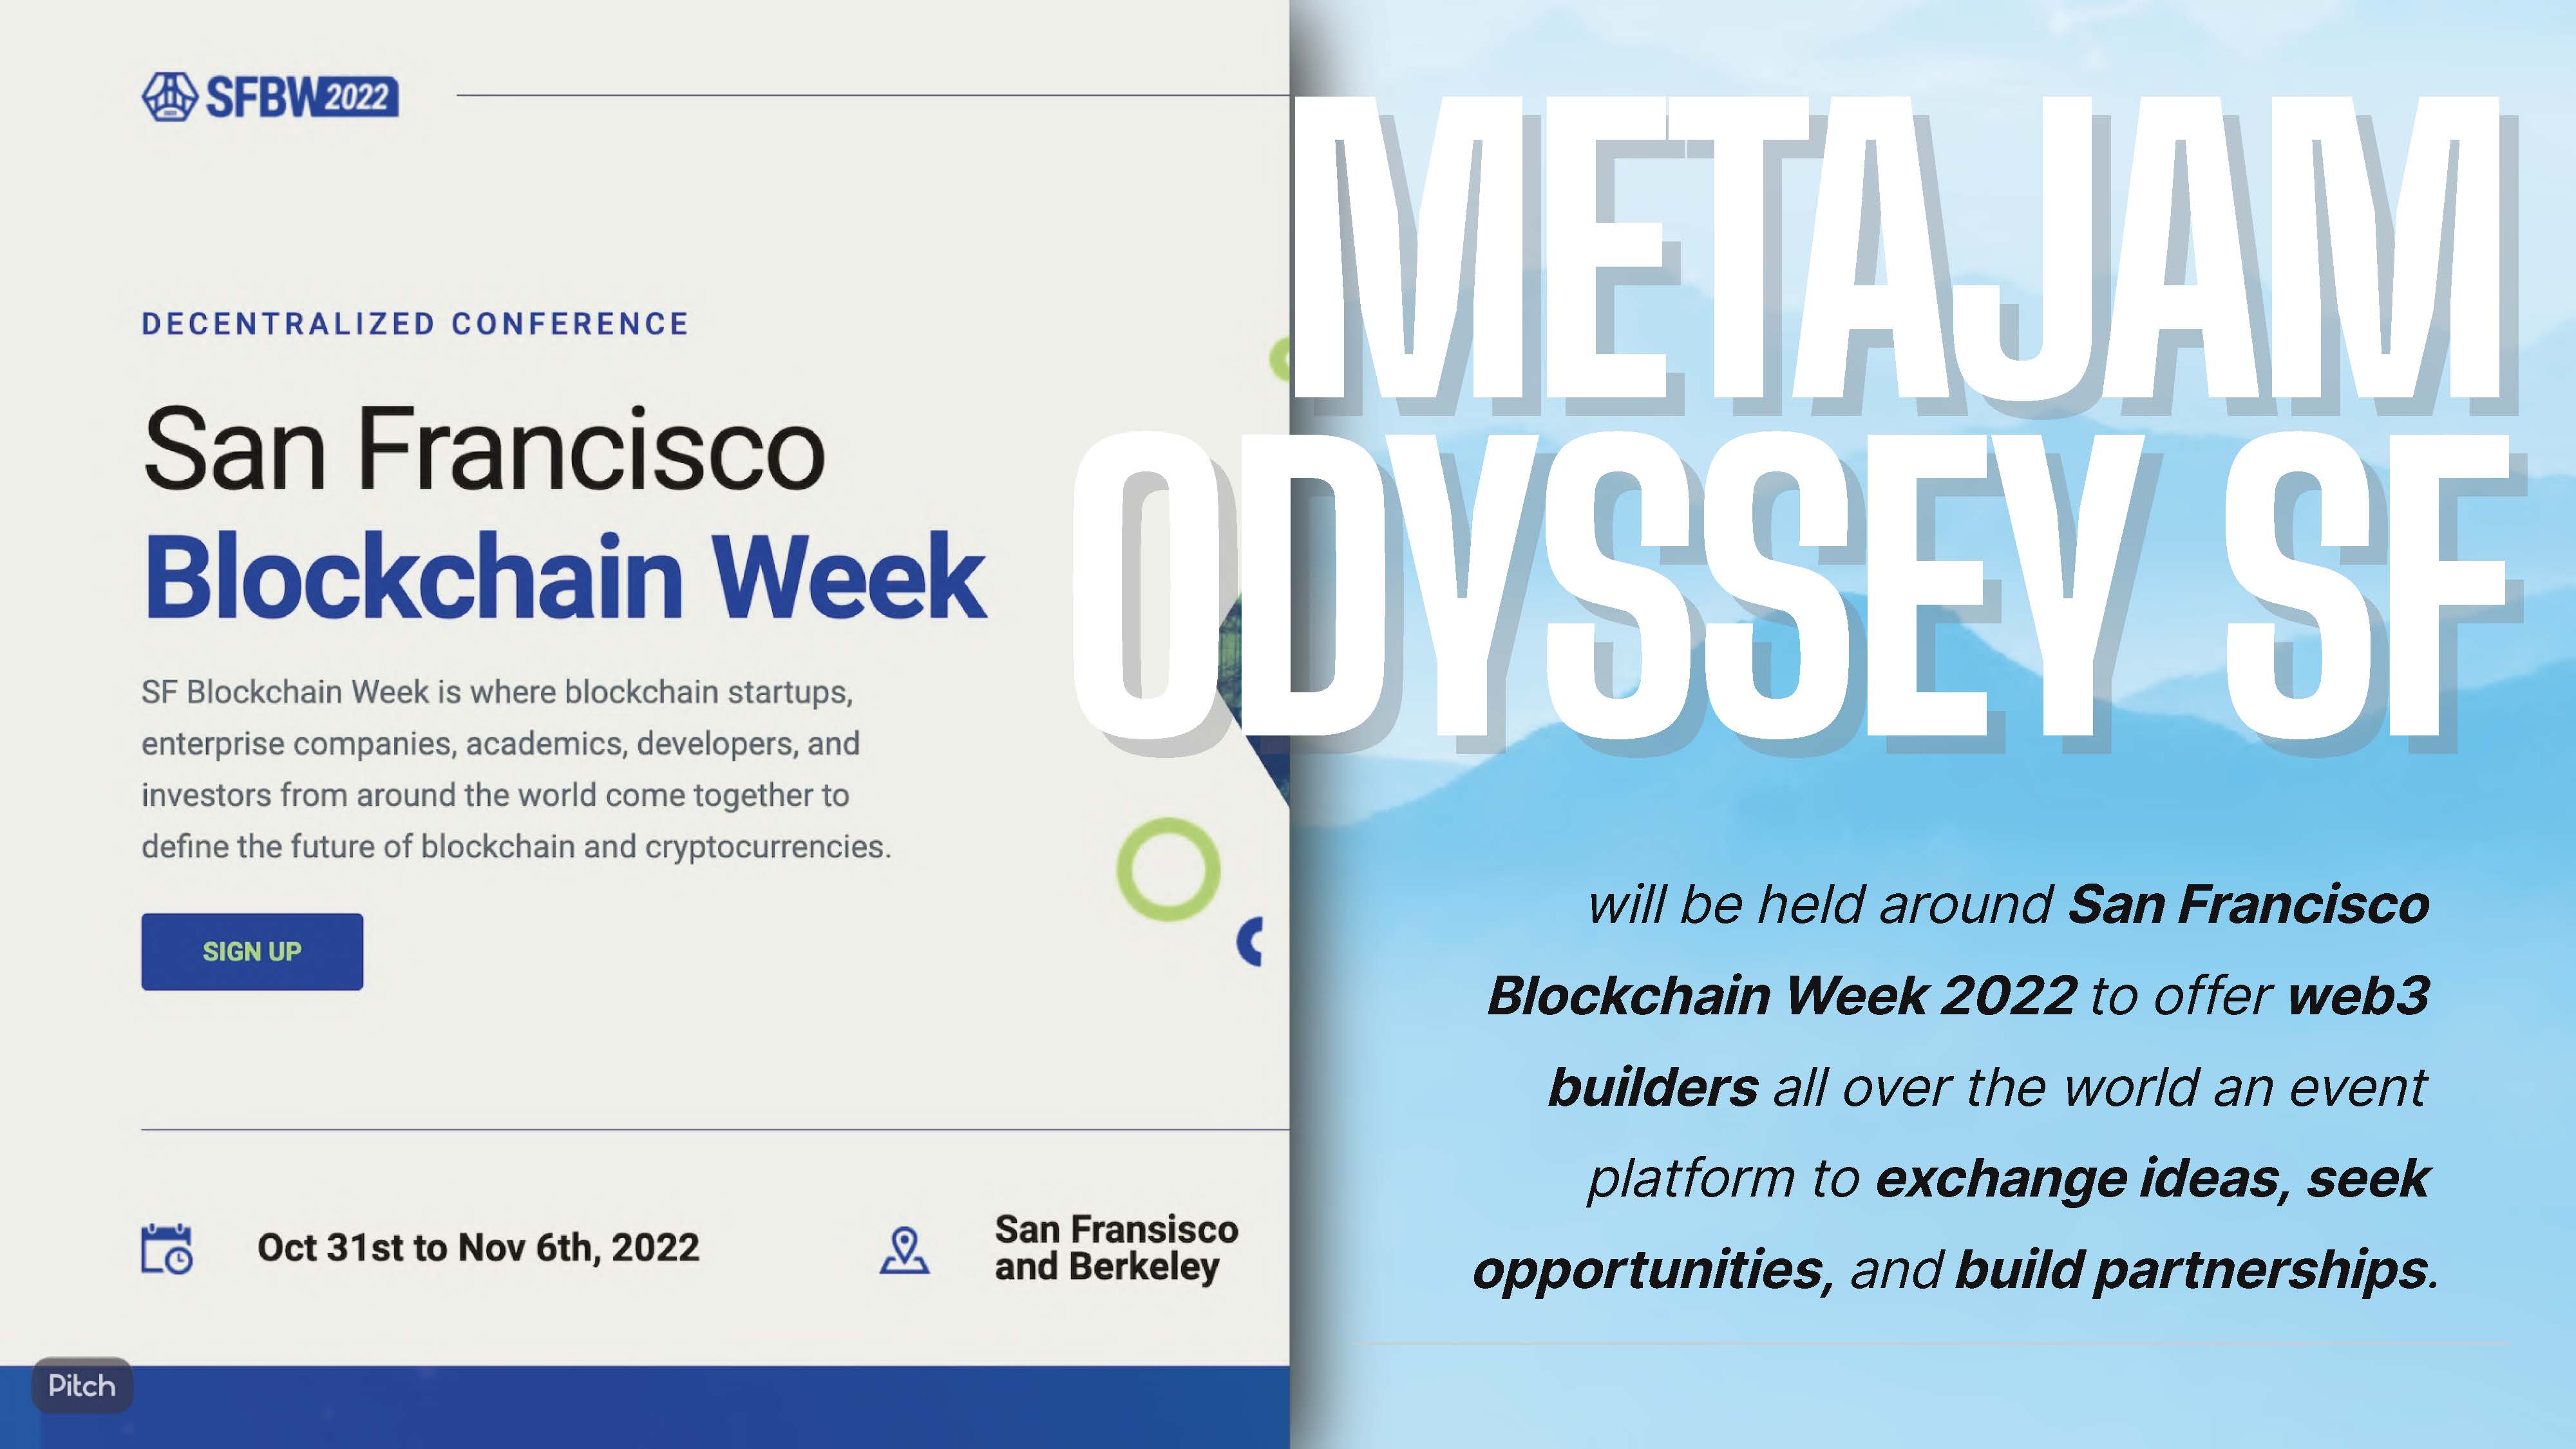 SFBW 2022
DECENTRALIZED CONFERENCE
San Francisco
Blockchain Week
SF Blockchain Week is where blockchain startups,
enterprise companies, academics, developers, and
investors from around the world come together to
define the future of blockchain and cryptocurrencies.
SIGN UP
Oct 31st to Nov 6th, 2022
San Fransisco
and Berkeley
Pitch
METAJAM
ODYSSEY SF
will be held around San Francisco
Blockchain Week 2022 to offer web3
builders all over the world an event
platform to exchange ideas, seek
opportunities, and build partnerships.